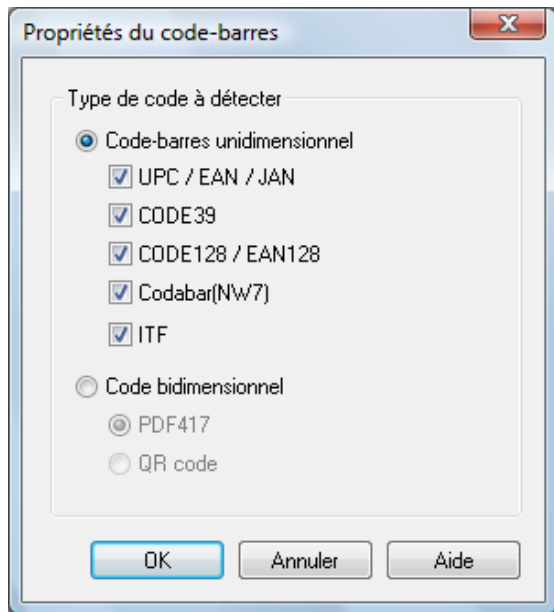 Propriétés du code-barres
Type de code à détecter
Code-barres unidimensionnel
UPC / EAN / JAN
CODE39
CODE128 / EAN128
Codabar(NW7)
ITF
Code bidimensionnel
PDF417
QR code
OK Annuler Aide